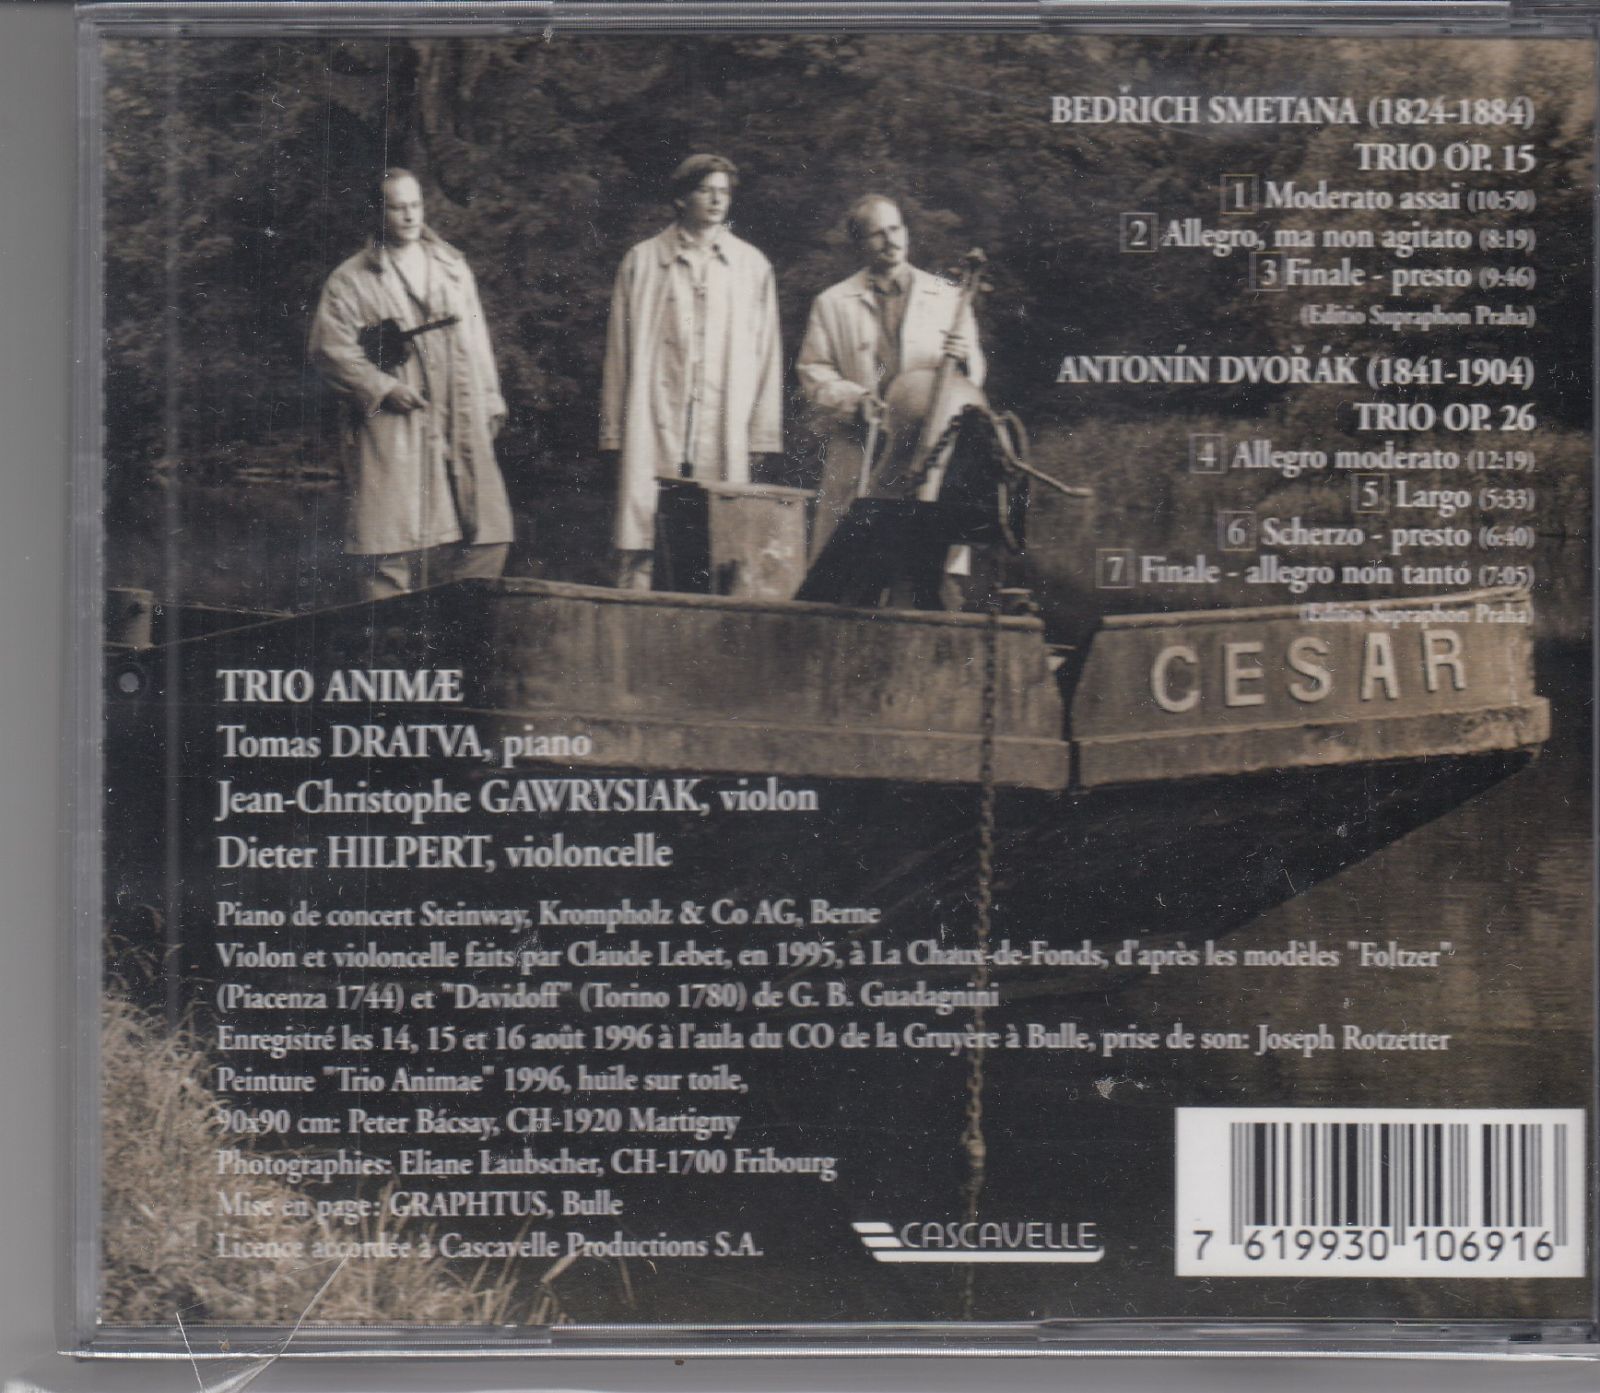 BEDŘICH SMETANA (1824-1884)
TRIO OP. 15
1 Moderato assai (10:50)
2 Allegro, ma non agitato (8:19)
3 Finale - presto (9:46)
(Editio Supraphon Praha)
ANTONÍN DVOŘÁK (1841-1904)
TRIO OP. 26
4 Allegro moderato (12:19)
5 Largo (5:33)
6 Scherzo - presto (6:40)
7 Finale - allegro non tanto (7:05)
(Editio Supraphon Praha)
CESAR
TRIO ANIMÆ
Tomas DRATVA, piano
Jean-Christophe GAWRYSIAK, violon
Dieter HILPERT, violoncelle
Piano de concert Steinway, Krompholz & Co AG, Berne
Violon et violoncelle faits par Claude Lebet, en 1995, à La Chaux-de-Fonds, d'après les modèles "Foltzer"
(Piacenza 1744) et "Davidoff" (Torino 1780) de G. B. Guadagnini
Enregistré les 14, 15 et 16 août 1996 à l'aula du CO de la Gruyère à Bulle, prise de son: Joseph Rotzetter
Peinture "Trio Animae" 1996, huile sur toile,
90x90 cm: Peter Bácsay, CH-1920 Martigny
Photographies: Eliane Laubscher, CH-1700 Fribourg
Mise en page: GRAPHTUS, Bulle
Licence accordée à Cascavelle Productions S.A.
CASCAVELLE
7 619930 106916